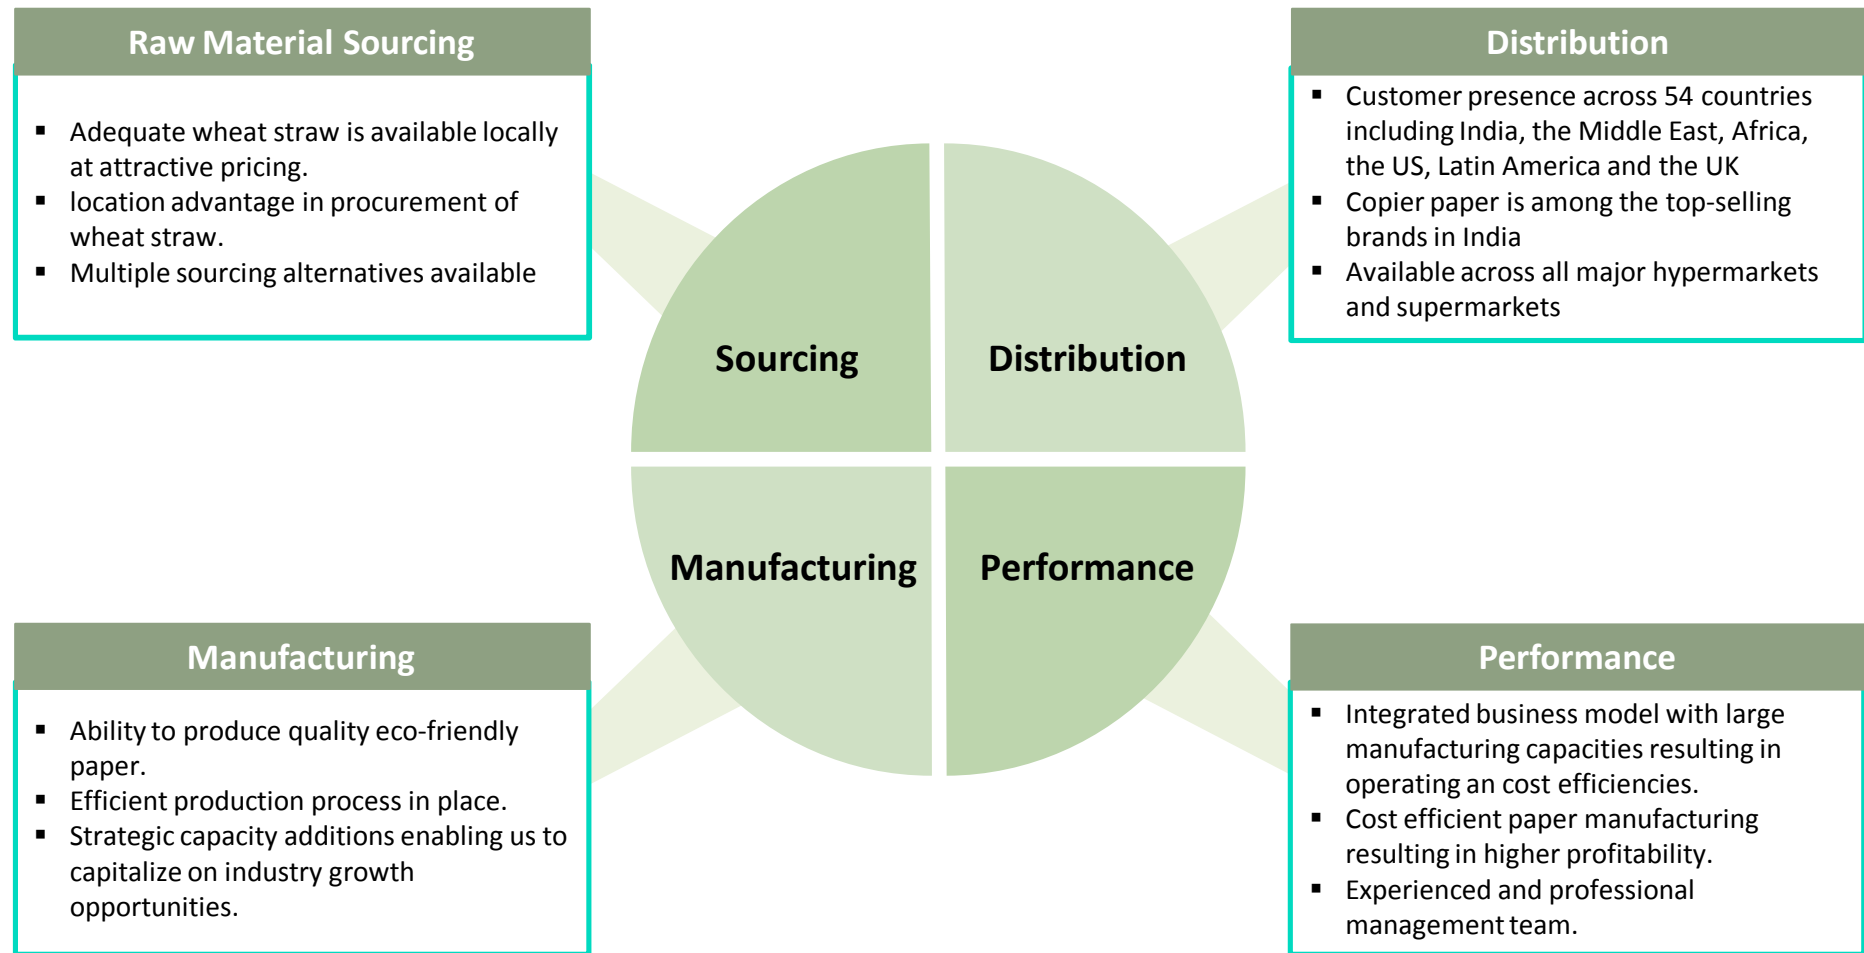 Raw Material Sourcing
▪ Adequate wheat straw is available locally
at attractive pricing.
▪ location advantage in procurement of
wheat straw.
▪ Multiple sourcing alternatives available
Distribution
▪ Customer presence across 54 countries
including India, the Middle East, Africa,
the US, Latin America and the UK
▪ Copier paper is among the top-selling
brands in India
▪ Available across all major hypermarkets
and supermarkets
Sourcing
Distribution
Manufacturing
Performance
Manufacturing
▪ Ability to produce quality eco-friendly
paper.
▪ Efficient production process in place.
▪ Strategic capacity additions enabling us to
capitalize on industry growth
opportunities.
Performance
▪ Integrated business model with large
manufacturing capacities resulting in
operating an cost efficiencies.
▪ Cost efficient paper manufacturing
resulting in higher profitability.
▪ Experienced and professional
management team.